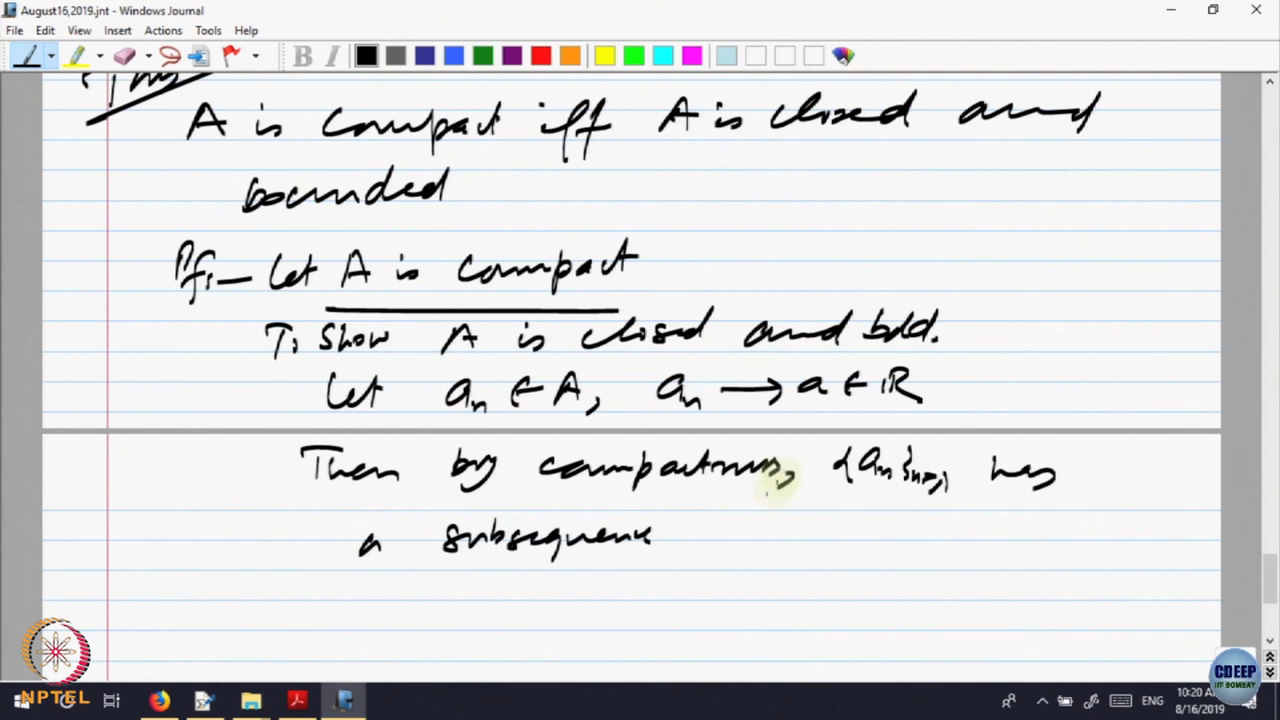 August16,2019.jnt - Windows Journal
File Edit View Insert Actions Tools Help
Thm
A is compact iff A is closed and
bounded
Pf:- Let A is compact
T: Show A is closed and bdd.
Let aₙ ∈ A, aₙ → a ∈ ℝ
Then by compactness, {aₙ}ₙ≥₁ has
a subsequence
NPTEL
CDEEP
IIT BOMBAY
ENG
10:20 A
8/16/2019